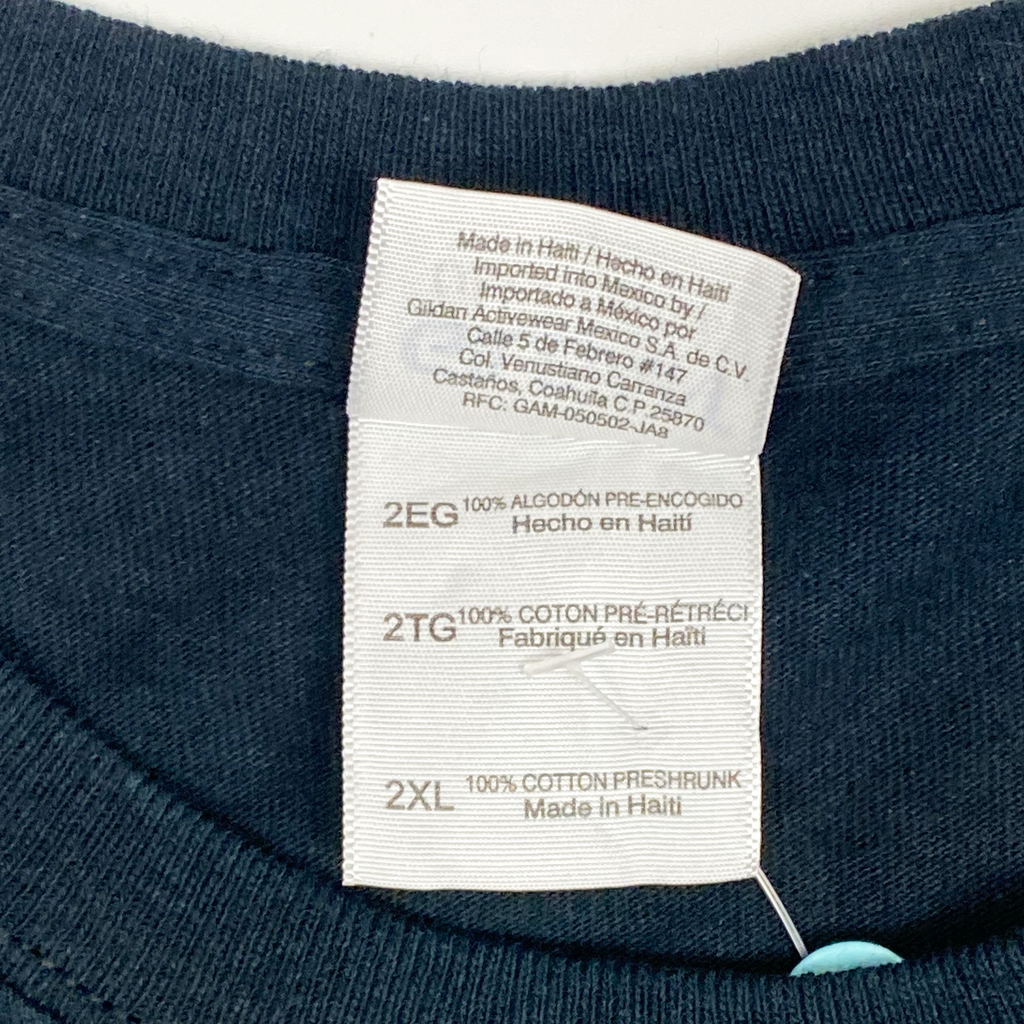 Made in Haiti / Hecho en Haití
Imported into Mexico by /
Importado a México por
Gildan Activewear Mexico S.A. de C.V.
Calle 5 de Febrero #147
Col. Venustiano Carranza
Castaños, Coahuila C.P. 25870
RFC: GAM-050502-JA8
2EG 100% ALGODÓN PRE-ENCOGIDO
Hecho en Haití
2TG 100% COTON PRÉ-RÉTRÉCI
Fabriqué en Haïti
2XL 100% COTTON PRESHRUNK
Made in Haiti